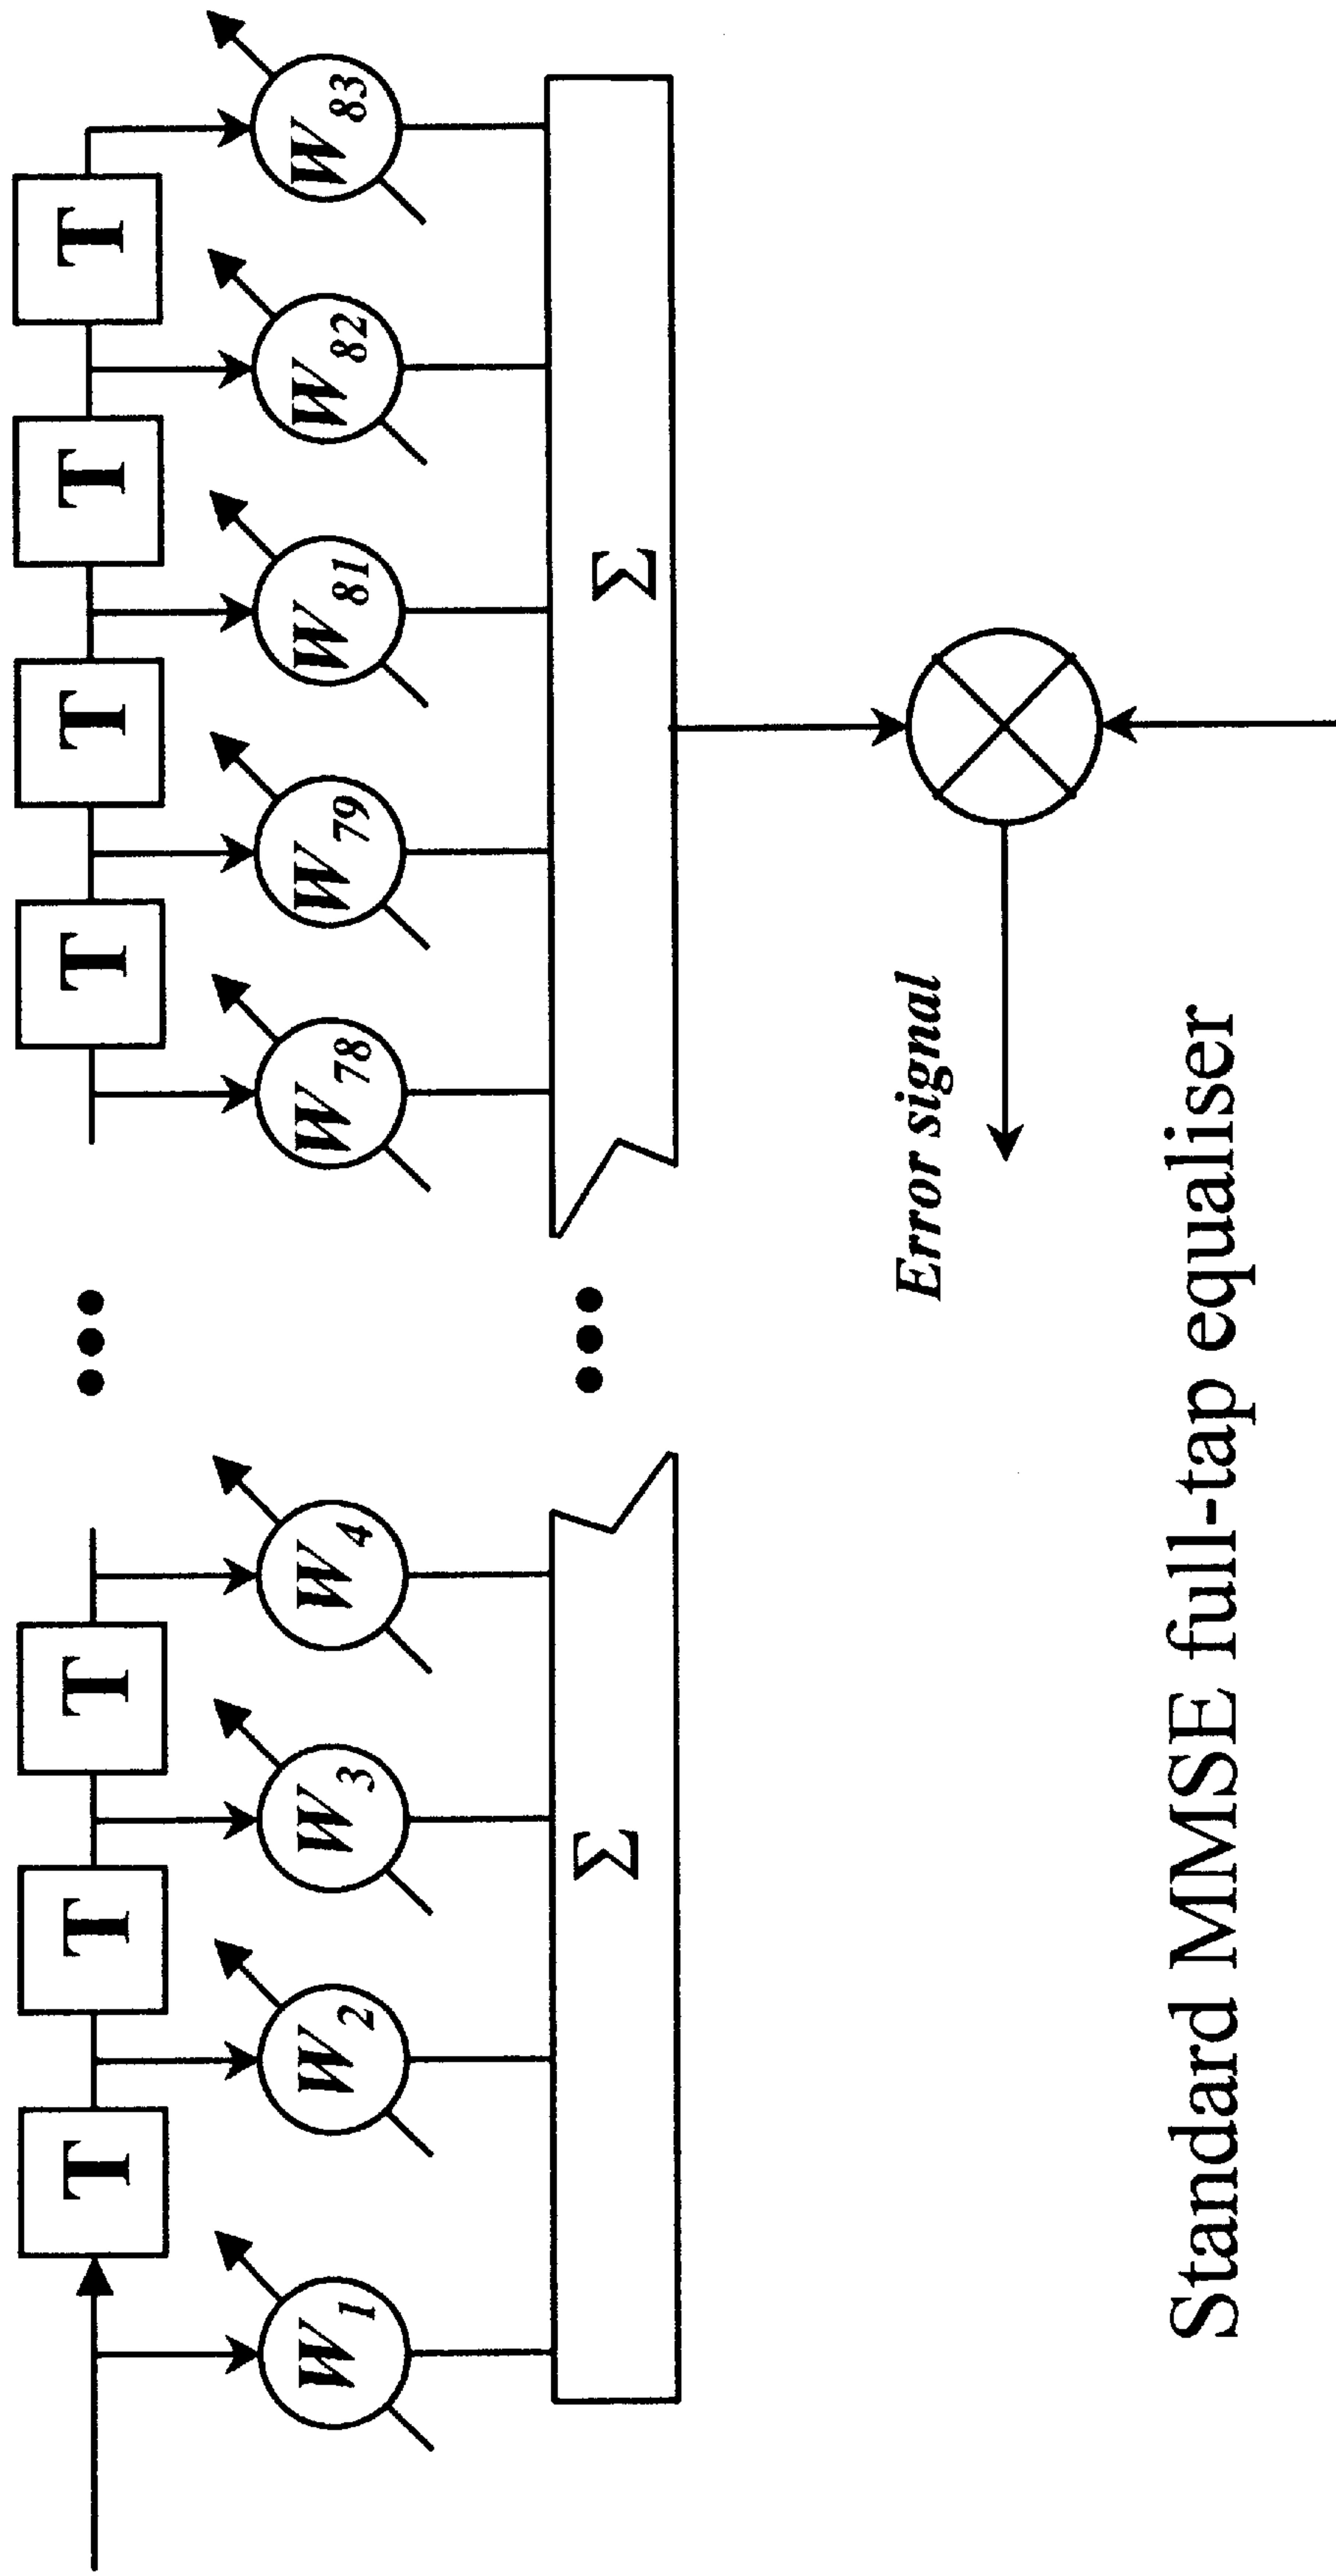 T T T T T T T
W1 W2 W3 W4 W78 W79 W81 W82 W83
••• 
Σ ••• Σ
Error signal
Standard MMSE full-tap equaliser